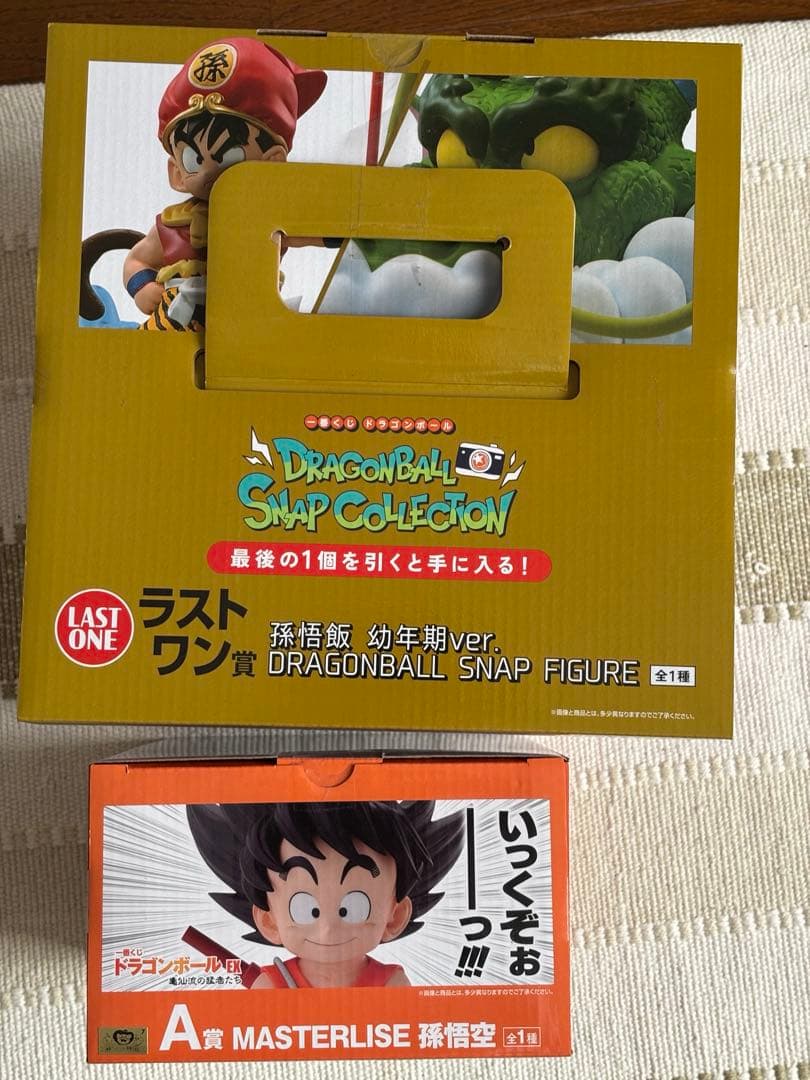 孫
一番くじ ドラゴンボール
DRAGONBALL
SNAP COLLECTION
最後の1個を引くと手に入る!
LAST
ONE
ラスト
ワン賞
孫悟飯 幼年期ver.
DRAGONBALL SNAP FIGURE 全1種
※画像と商品とは、多少異なりますのでご了承ください。
いっくぞぉ
――っ!!!
一番くじ
ドラゴンボール EX
亀仙流の猛者たち
※画像と商品とは、多少異なりますのでご了承ください。
A賞 MASTERLISE 孫悟空 全1種